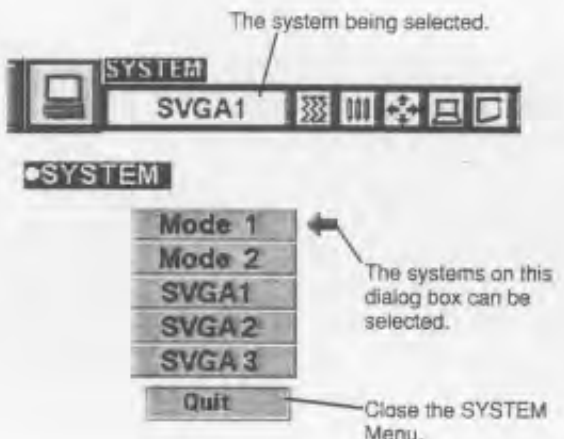 The system being selected.
SYSTEM
SVGA1
●SYSTEM
Mode 1
Mode 2
SVGA1
SVGA2
SVGA3
The systems on this
dialog box can be
selected.
Quit
Close the SYSTEM
Menu.